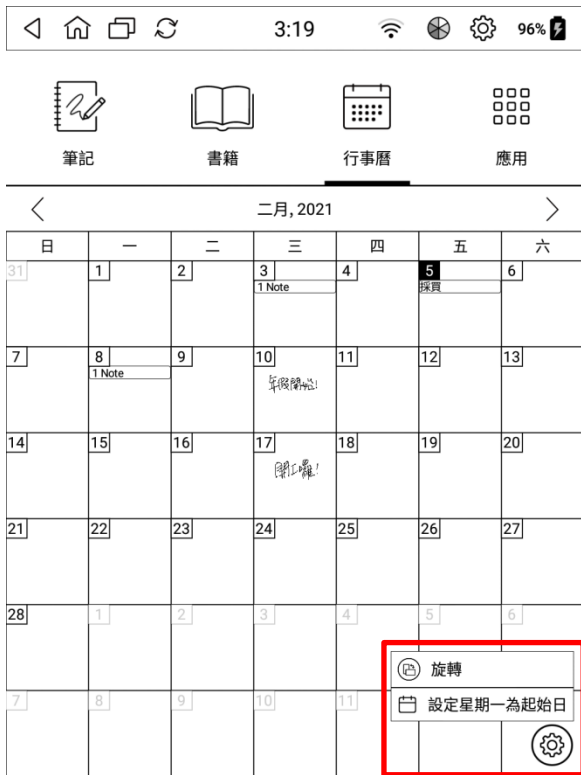 3:19 96%
筆記 書籍 行事曆 應用
二月, 2021
日 一 二 三 四 五 六
31 1 2 3 4 5 6
1 Note 採買
7 8 9 10 11 12 13
1 Note 年假開始!
14 15 16 17 18 19 20
開工囉!
21 22 23 24 25 26 27
28 1 2 3 4 5 6
旋轉
7 8 9 10 11
設定星期一為起始日